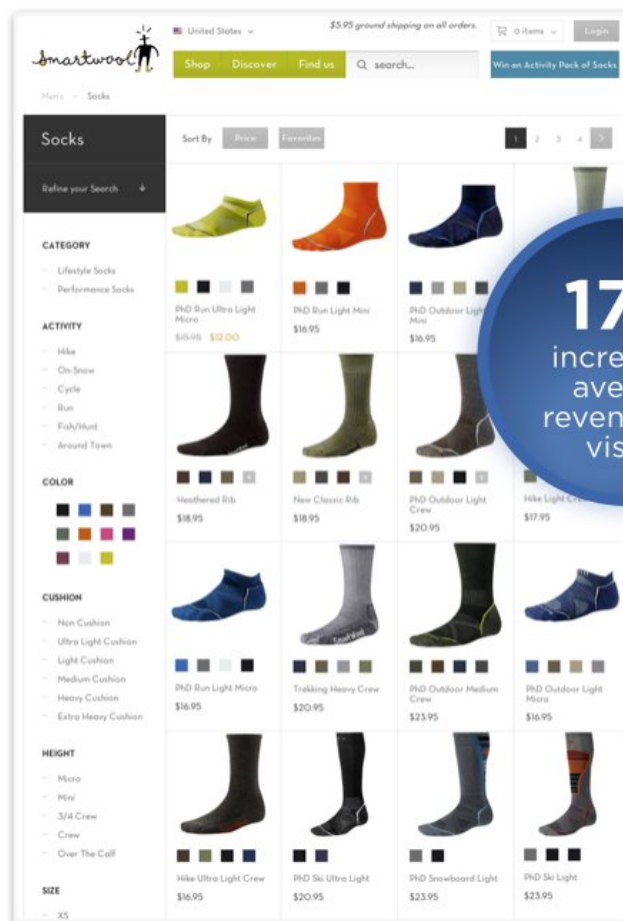 Smartwool
United States
$5.95 ground shipping on all orders.
0 items
Login
Shop Discover Find us
search...
Win an Activity Pack of Socks
Men's - Socks
Socks
Refine your Search
Sort By Price Favorites
1 2 3 4
CATEGORY
Lifestyle Socks
Performance Socks
ACTIVITY
Hike
On-Snow
Cycle
Run
Fish/Hunt
Around Town
COLOR
CUSHION
Non Cushion
Ultra Light Cushion
Light Cushion
Medium Cushion
Heavy Cushion
Extra Heavy Cushion
HEIGHT
Micro
Mini
3/4 Crew
Crew
Over The Calf
SIZE
XS
PhD Run Ultra Light
Micro
$15.95 $12.00
PhD Run Light Mini
$16.95
PhD Outdoor Light
Mini
$16.95
17
incre
ave
reven
vis
Heathered Rib
$18.95
New Classic Rib
$18.95
PhD Outdoor Light
Crew
$20.95
Hike Light
$17.95
PhD Run Light Micro
$16.95
Trekking Heavy Crew
$20.95
PhD Outdoor Medium
Crew
$23.95
PhD Outdoor Light
Micro
$16.95
Hike Ultra Light Crew
$16.95
PhD Ski Ultra Light
$20.95
PhD Snowboard Light
$23.95
PhD Ski Light
$23.95